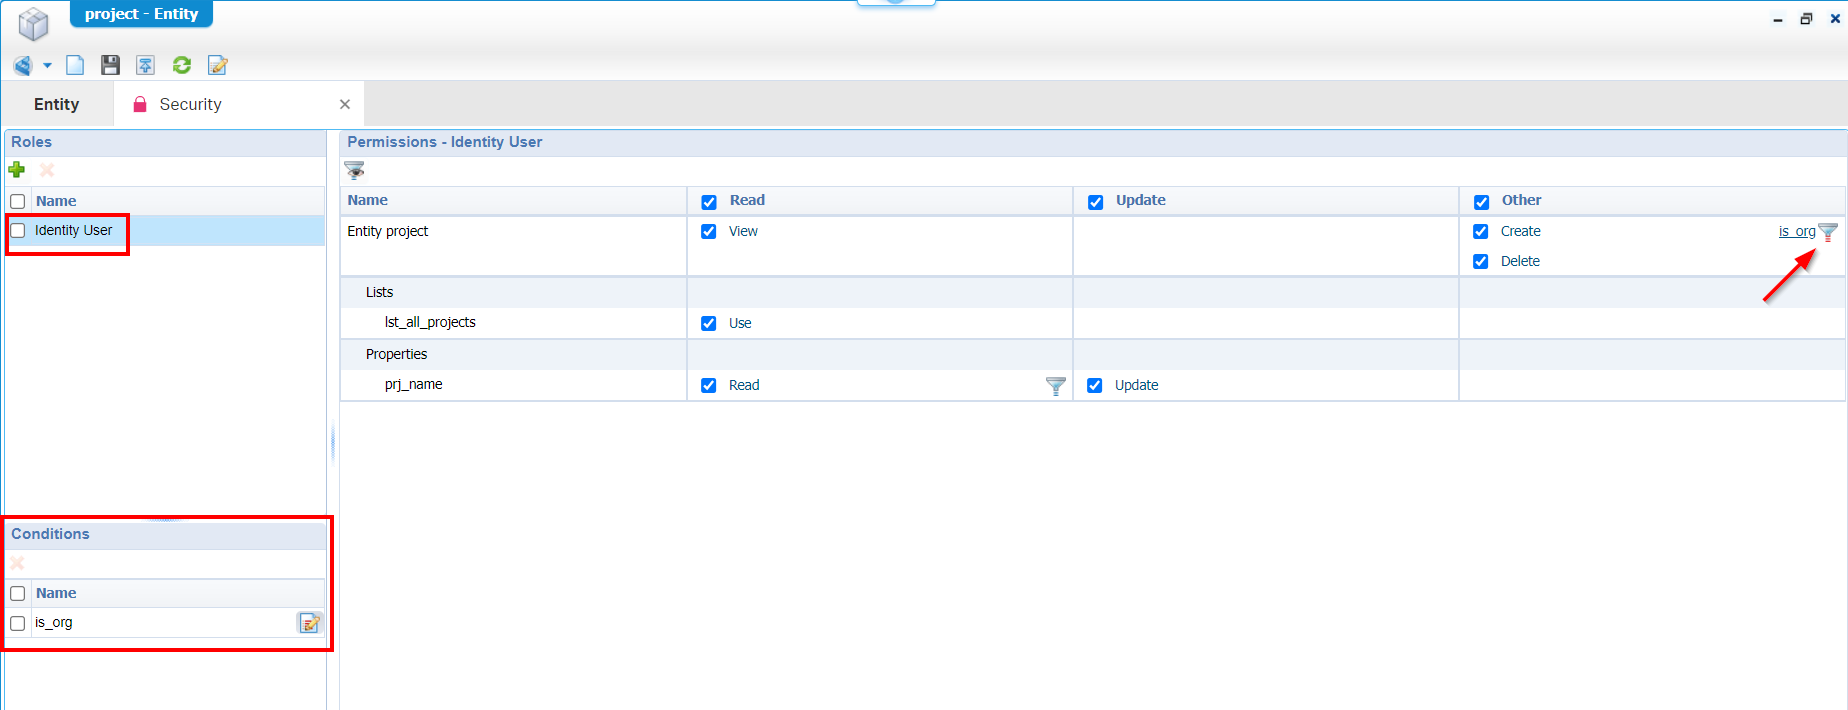 project - Entity
Entity
Security
Roles
Name
Identity User
Conditions
Name
is_org
Permissions - Identity User
Name Read Update Other
Entity project View Create is_org
Delete
Lists
lst_all_projects Use
Properties
prj_name Read Update